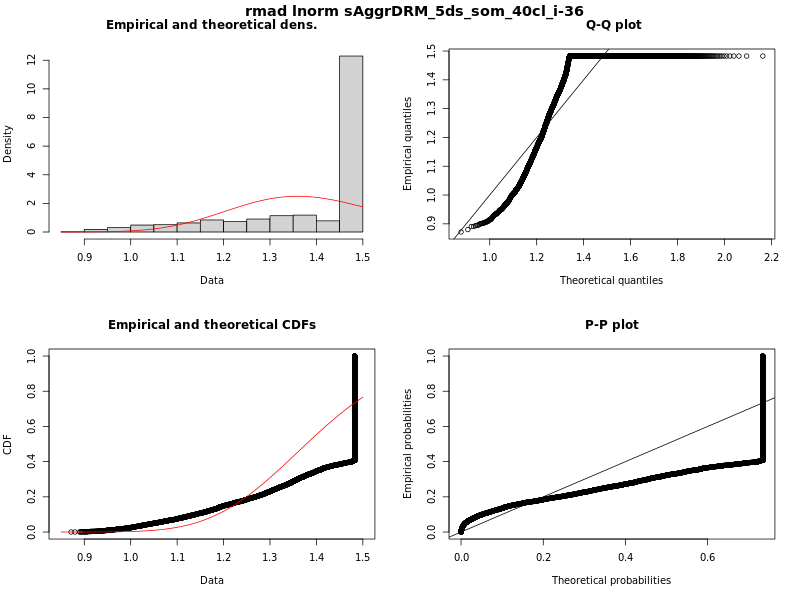 rmad lnorm sAggrDRM_5ds_som_40cl_i-36
Empirical and theoretical dens.
Density
0 2 4 6 8 10 12
0.9 1.0 1.1 1.2 1.3 1.4 1.5
Data
Q-Q plot
Empirical quantiles
0.9 1.0 1.1 1.2 1.3 1.4 1.5
1.0 1.2 1.4 1.6 1.8 2.0 2.2
Theoretical quantiles
Empirical and theoretical CDFs
CDF
0.0 0.2 0.4 0.6 0.8 1.0
0.9 1.0 1.1 1.2 1.3 1.4 1.5
Data
P-P plot
Empirical probabilities
0.0 0.2 0.4 0.6 0.8 1.0
0.0 0.2 0.4 0.6
Theoretical probabilities